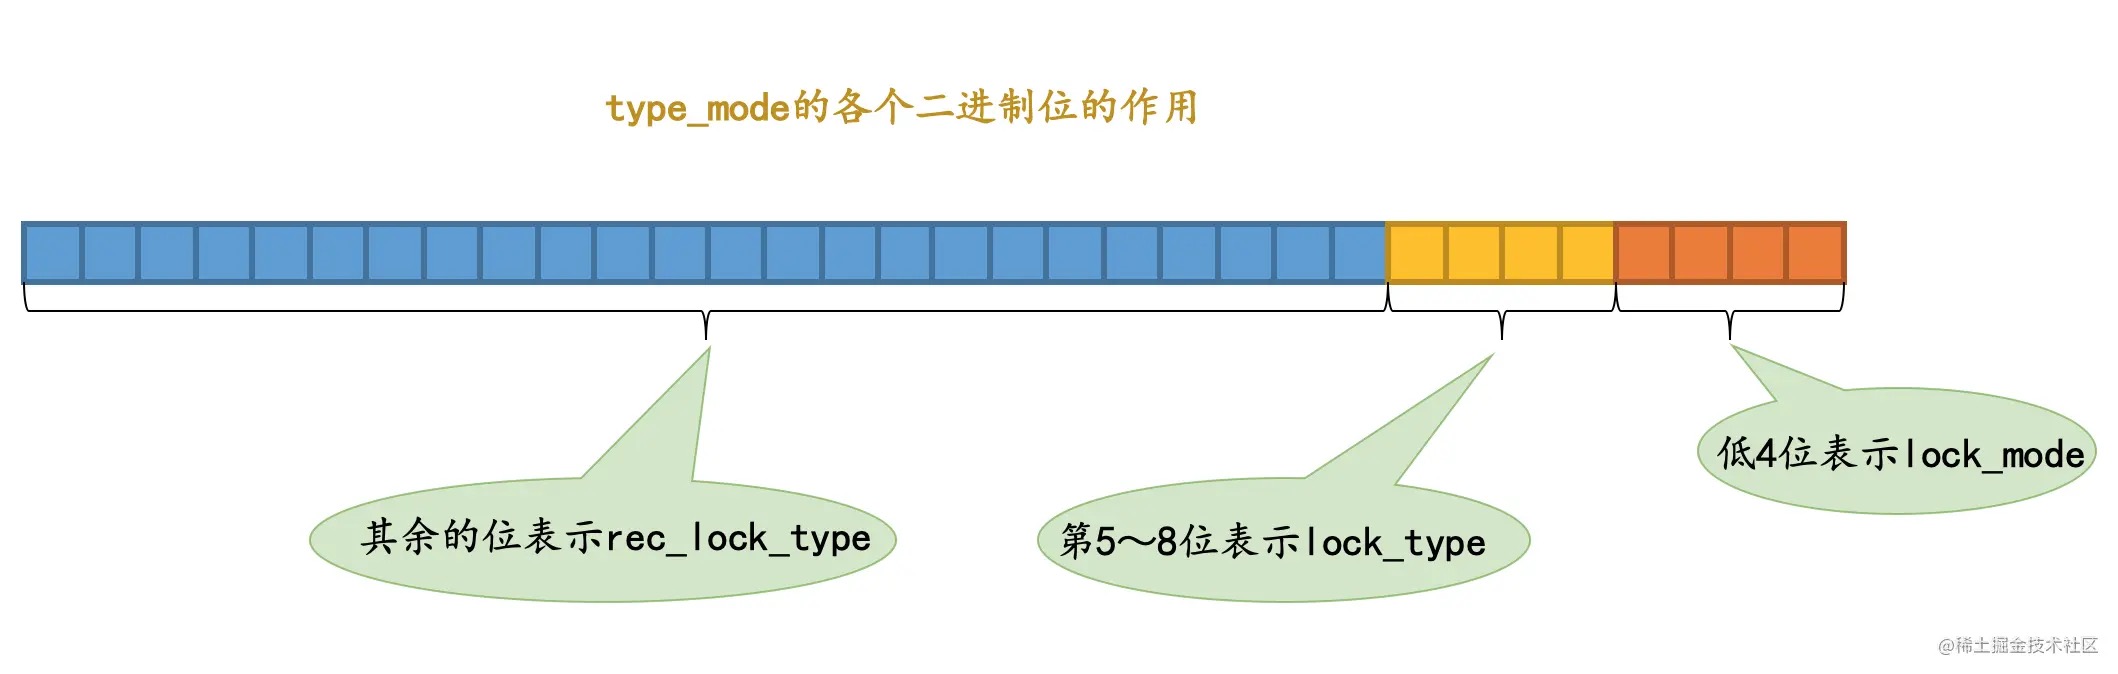 type_mode的各个二进制位的作用
其余的位表示rec_lock_type
第5～8位表示lock_type
低4位表示lock_mode
@稀土掘金技术社区